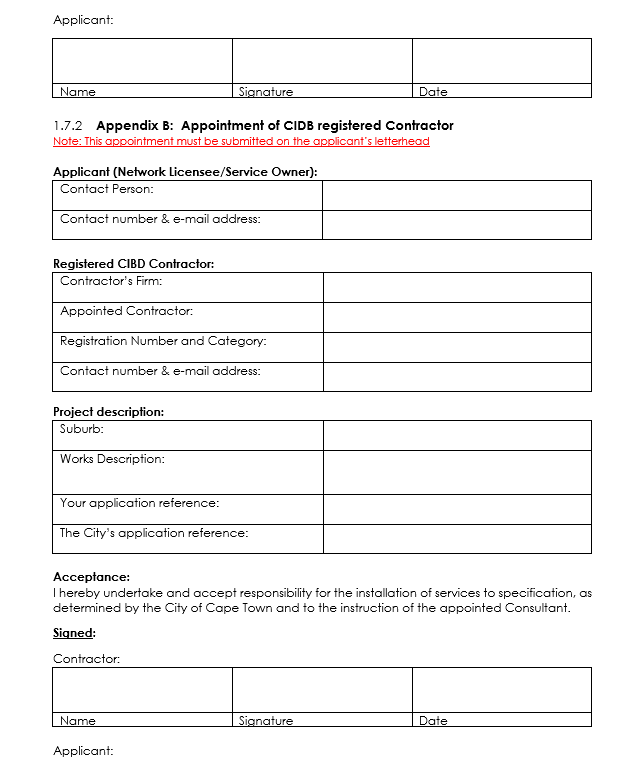 Applicant:
Name Signature Date
1.7.2 Appendix B: Appointment of CIDB registered Contractor
Note: This appointment must be submitted on the applicant's letterhead
Applicant (Network Licensee/Service Owner):
Contact Person:
Contact number & e-mail address:
Registered CIBD Contractor:
Contractor's Firm:
Appointed Contractor:
Registration Number and Category:
Contact number & e-mail address:
Project description:
Suburb:
Works Description:
Your application reference:
The City's application reference:
Acceptance:
I hereby undertake and accept responsibility for the installation of services to specification, as
determined by the City of Cape Town and to the instruction of the appointed Consultant.
Signed:
Contractor:
Name Signature Date
Applicant: